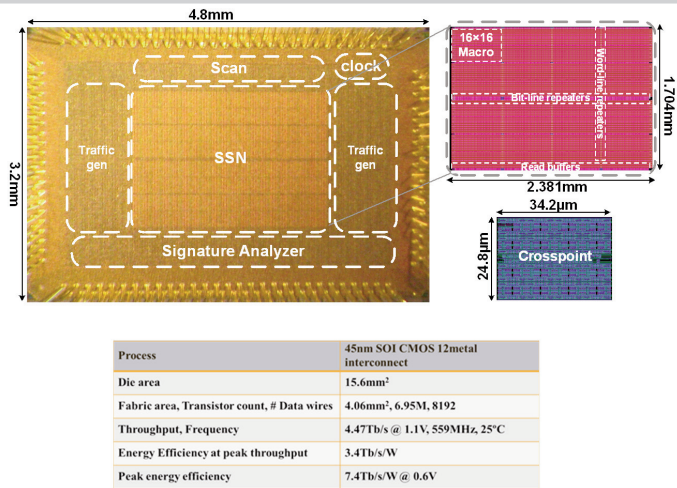 4.8mm
3.2mm
Scan
clock
Traffic
gen
SSN
Traffic
gen
Signature Analyzer
16×16
Macro
Word-line repeaters
Bit-line repeaters
Read buffers
1.704mm
2.381mm
34.2µm
24.8µm
Crosspoint
Process 45nm SOI CMOS 12metal
interconnect
Die area 15.6mm²
Fabric area, Transistor count, # Data wires 4.06mm², 6.95M, 8192
Throughput, Frequency 4.47Tb/s @ 1.1V, 559MHz, 25ºC
Energy Efficiency at peak throughput 3.4Tb/s/W
Peak energy efficiency 7.4Tb/s/W@ 0.6V